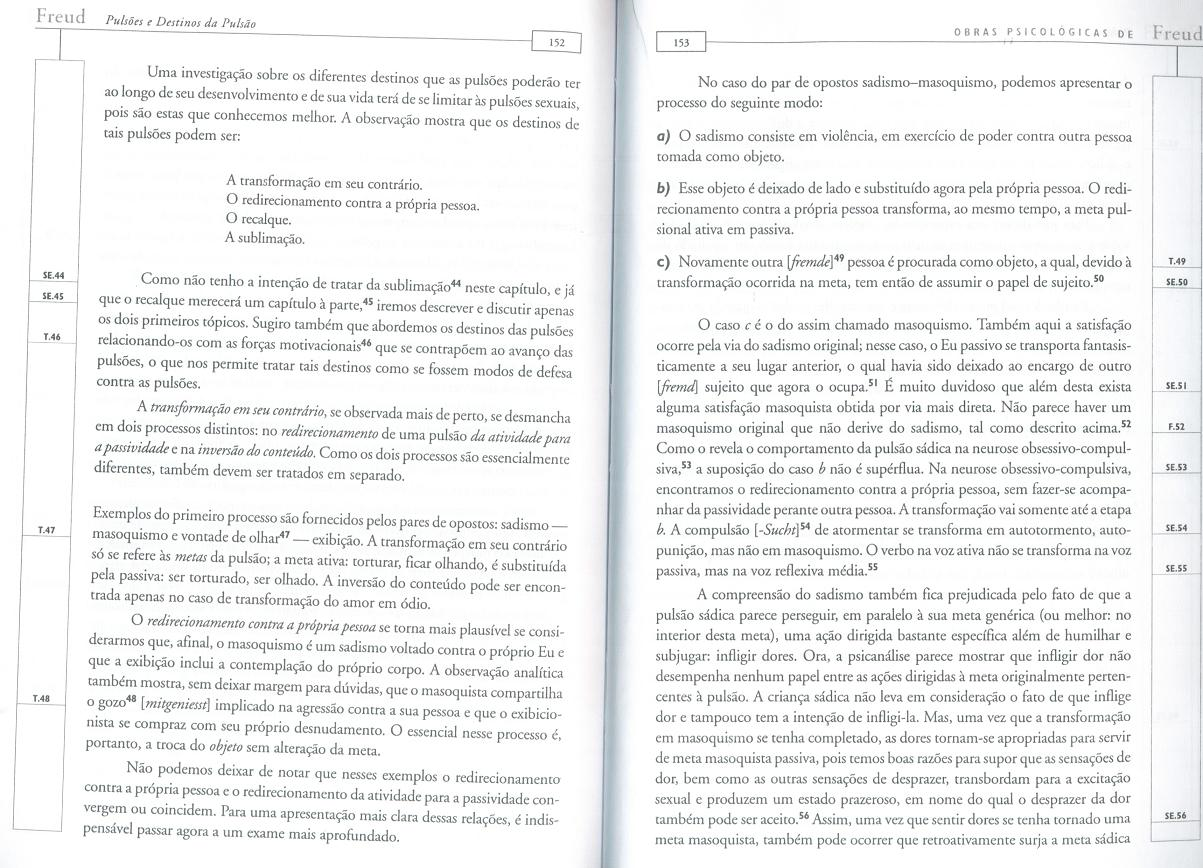 Freud Pulsões e Destinos da Pulsão
152
Uma investigação sobre os diferentes destinos que as pulsões poderão ter
ao longo de seu desenvolvimento e de sua vida terá de se limitar às pulsões sexuais,
pois são estas que conhecemos melhor. A observação mostra que os destinos de
tais pulsões podem ser:
A transformação em seu contrário.
O redirecionamento contra a própria pessoa.
O recalque.
A sublimação.
SE.44
SE.45
T.46
Como não tenho a intenção de tratar da sublimação44 neste capítulo, e já
que o recalque merecerá um capítulo à parte,45 iremos descrever e discutir apenas
os dois primeiros tópicos. Sugiro também que abordemos os destinos das pulsões
relacionando-os com as forças motivacionais46 que se contrapõem ao avanço das
pulsões, o que nos permite tratar tais destinos como se fossem modos de defesa
contra as pulsões.
A transformação em seu contrário, se observada mais de perto, se desmancha
em dois processos distintos: no redirecionamento de uma pulsão da atividade para
a passividade e na inversão do conteúdo. Como os dois processos são essencialmente
diferentes, também devem ser tratados em separado.
T.47
Exemplos do primeiro processo são fornecidos pelos pares de opostos: sadismo —
masoquismo e vontade de olhar47 — exibição. A transformação em seu contrário
só se refere às metas da pulsão; a meta ativa: torturar, ficar olhando, é substituída
pela passiva: ser torturado, ser olhado. A inversão do conteúdo pode ser encon-
trada apenas no caso de transformação do amor em ódio.
O redirecionamento contra a própria pessoa se torna mais plausível se consi-
derarmos que, afinal, o masoquismo é um sadismo voltado contra o próprio Eu e
que a exibição inclui a contemplação do próprio corpo. A observação analítica
também mostra, sem deixar margem para dúvidas, que o masoquista compartilha
T.48
o gozo48 [mitgeniesst] implicado na agressão contra a sua pessoa e que o exibicio-
nista se compraz com seu próprio desnudamento. O essencial nesse processo é,
portanto, a troca do objeto sem alteração da meta.
Não podemos deixar de notar que nesses exemplos o redirecionamento
contra a própria pessoa e o redirecionamento da atividade para a passividade con-
vergem ou coincidem. Para uma apresentação mais clara dessas relações, é indis-
pensável passar agora a um exame mais aprofundado.
153
OBRAS PSICOLÓGICAS DE Freud
No caso do par de opostos sadismo–masoquismo, podemos apresentar o
processo do seguinte modo:
a) O sadismo consiste em violência, em exercício de poder contra outra pessoa
tomada como objeto.
b) Esse objeto é deixado de lado e substituído agora pela própria pessoa. O redi-
recionamento contra a própria pessoa transforma, ao mesmo tempo, a meta pul-
sional ativa em passiva.
c) Novamente outra [fremde]49 pessoa é procurada como objeto, a qual, devido à
transformação ocorrida na meta, tem então de assumir o papel de sujeito.50
T.49
SE.50
O caso c é o do assim chamado masoquismo. Também aqui a satisfação
ocorre pela via do sadismo original; nesse caso, o Eu passivo se transporta fantasis-
ticamente a seu lugar anterior, o qual havia sido deixado ao encargo de outro
[fremd] sujeito que agora o ocupa.51 É muito duvidoso que além desta exista
alguma satisfação masoquista obtida por via mais direta. Não parece haver um
masoquismo original que não derive do sadismo, tal como descrito acima.52
Como o revela o comportamento da pulsão sádica na neurose obsessivo-compul-
siva,53 a suposição do caso b não é supérflua. Na neurose obsessivo-compulsiva,
encontramos o redirecionamento contra a própria pessoa, sem fazer-se acompa-
nhar da passividade perante outra pessoa. A transformação vai somente até a etapa
b. A compulsão [-Sucht]54 de atormentar se transforma em autotormento, auto-
punição, mas não em masoquismo. O verbo na voz ativa não se transforma na voz
passiva, mas na voz reflexiva média.55
SE.51
F.52
SE.53
SE.54
SE.55
A compreensão do sadismo também fica prejudicada pelo fato de que a
pulsão sádica parece perseguir, em paralelo à sua meta genérica (ou melhor: no
interior desta meta), uma ação dirigida bastante específica além de humilhar e
subjugar: infligir dores. Ora, a psicanálise parece mostrar que infligir dor não
desempenha nenhum papel entre as ações dirigidas à meta originalmente perten-
centes à pulsão. A criança sádica não leva em consideração o fato de que inflige
dor e tampouco tem a intenção de infligi-la. Mas, uma vez que a transformação
em masoquismo se tenha completado, as dores tornam-se apropriadas para servir
de meta masoquista passiva, pois temos boas razões para supor que as sensações de
dor, bem como as outras sensações de desprazer, transbordam para a excitação
sexual e produzem um estado prazeroso, em nome do qual o desprazer da dor
também pode ser aceito.56 Assim, uma vez que sentir dores se tenha tornado uma
meta masoquista, também pode ocorrer que retroativamente surja a meta sádica
SE.56